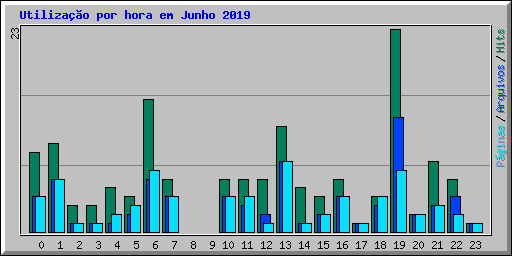 Utilização por hora em Junho 2019
23
Páginas / Arquivos / Hits
0 1 2 3 4 5 6 7 8 9 10 11 12 13 14 15 16 17 18 19 20 21 22 23